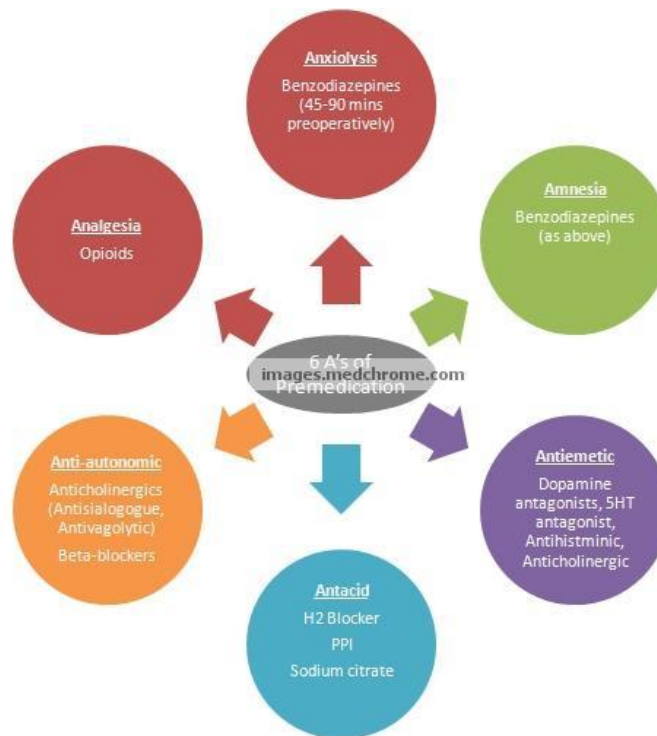 Anxiolysis
Benzodiazepines
(45-90 mins
preoperatively)
Amnesia
Benzodiazepines
(as above)
Antiemetic
Dopamine
antagonists, 5HT
antagonist,
Antihistminic,
Anticholinergic
Antacid
H2 Blocker
PPI
Sodium citrate
Anti-autonomic
Anticholinergics
(Antisialogogue,
Antivagolytic)
Beta-blockers
Analgesia
Opioids
6 A's of
images.medchrome.com
Premedication